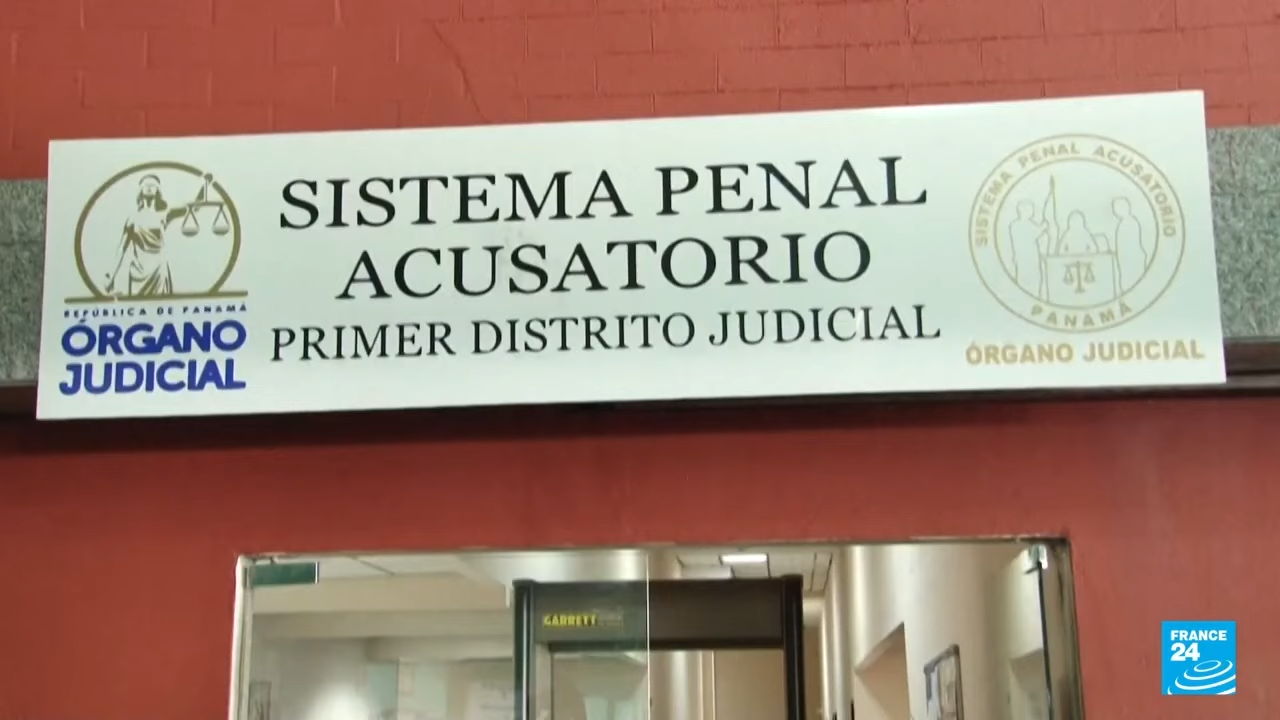 SISTEMA PENAL
ACUSATORIO
PRIMER DISTRITO JUDICIAL
REPÚBLICA DE PANAMÁ
ÓRGANO
JUDICIAL
SISTEMA PENAL ACUSATORIO
PANAMÁ
ÓRGANO JUDICIAL
GARRETT
FRANCE
24